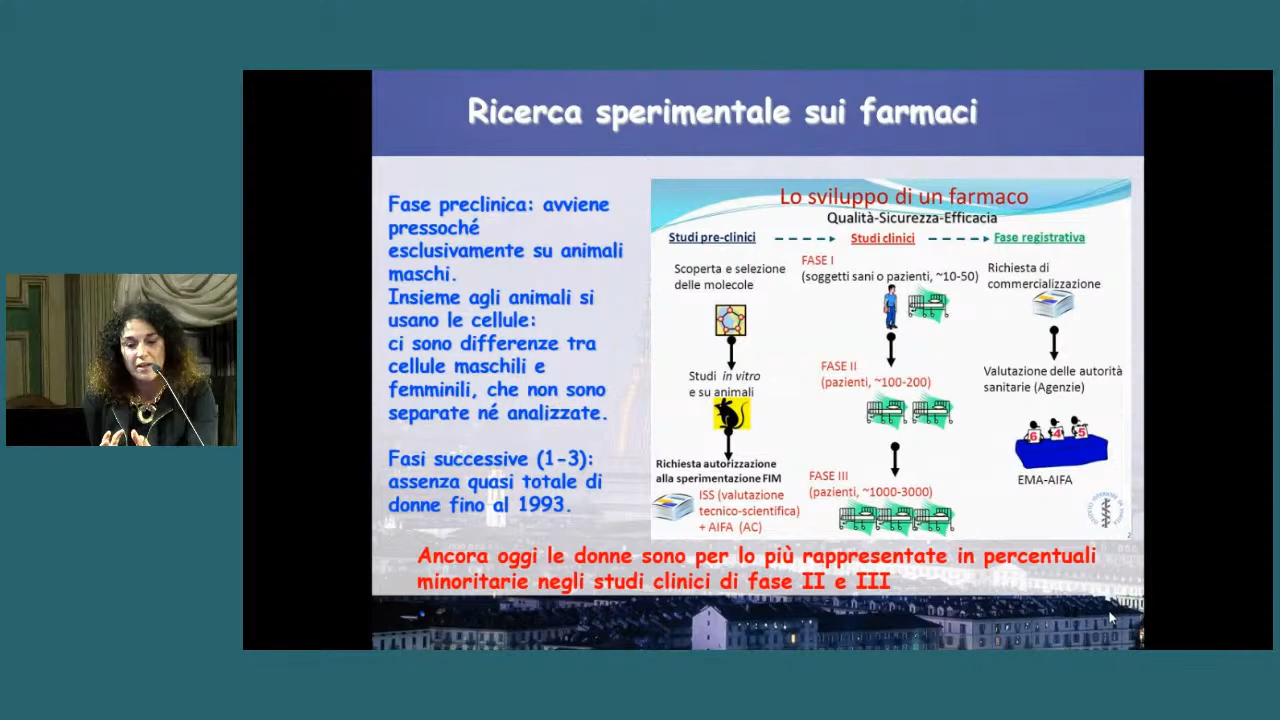 Ricerca sperimentale sui farmaci
Fase preclinica: avviene
pressoché
esclusivamente su animali
maschi.
Insieme agli animali si
usano le cellule:
ci sono differenze tra
cellule maschili e
femminili, che non sono
separate né analizzate.
Fasi successive (1-3):
assenza quasi totale di
donne fino al 1993.
Lo sviluppo di un farmaco
Qualità-Sicurezza-Efficacia
Studi pre-clinici
Studi clinici
Fase registrativa
Scoperta e selezione
delle molecole
Studi in vitro
e su animali
Richiesta autorizzazione
alla sperimentazione FIM
ISS (valutazione
tecnico-scientifica)
+ AIFA (AC)
FASE I
(soggetti sani o pazienti, ~10-50)
FASE II
(pazienti, ~100-200)
FASE III
(pazienti, ~1000-3000)
Richiesta di
commercializzazione
Valutazione delle autorità
sanitarie (Agenzie)
6 4 5
EMA-AIFA
2
Ancora oggi le donne sono per lo più rappresentate in percentuali
minoritarie negli studi clinici di fase II e III